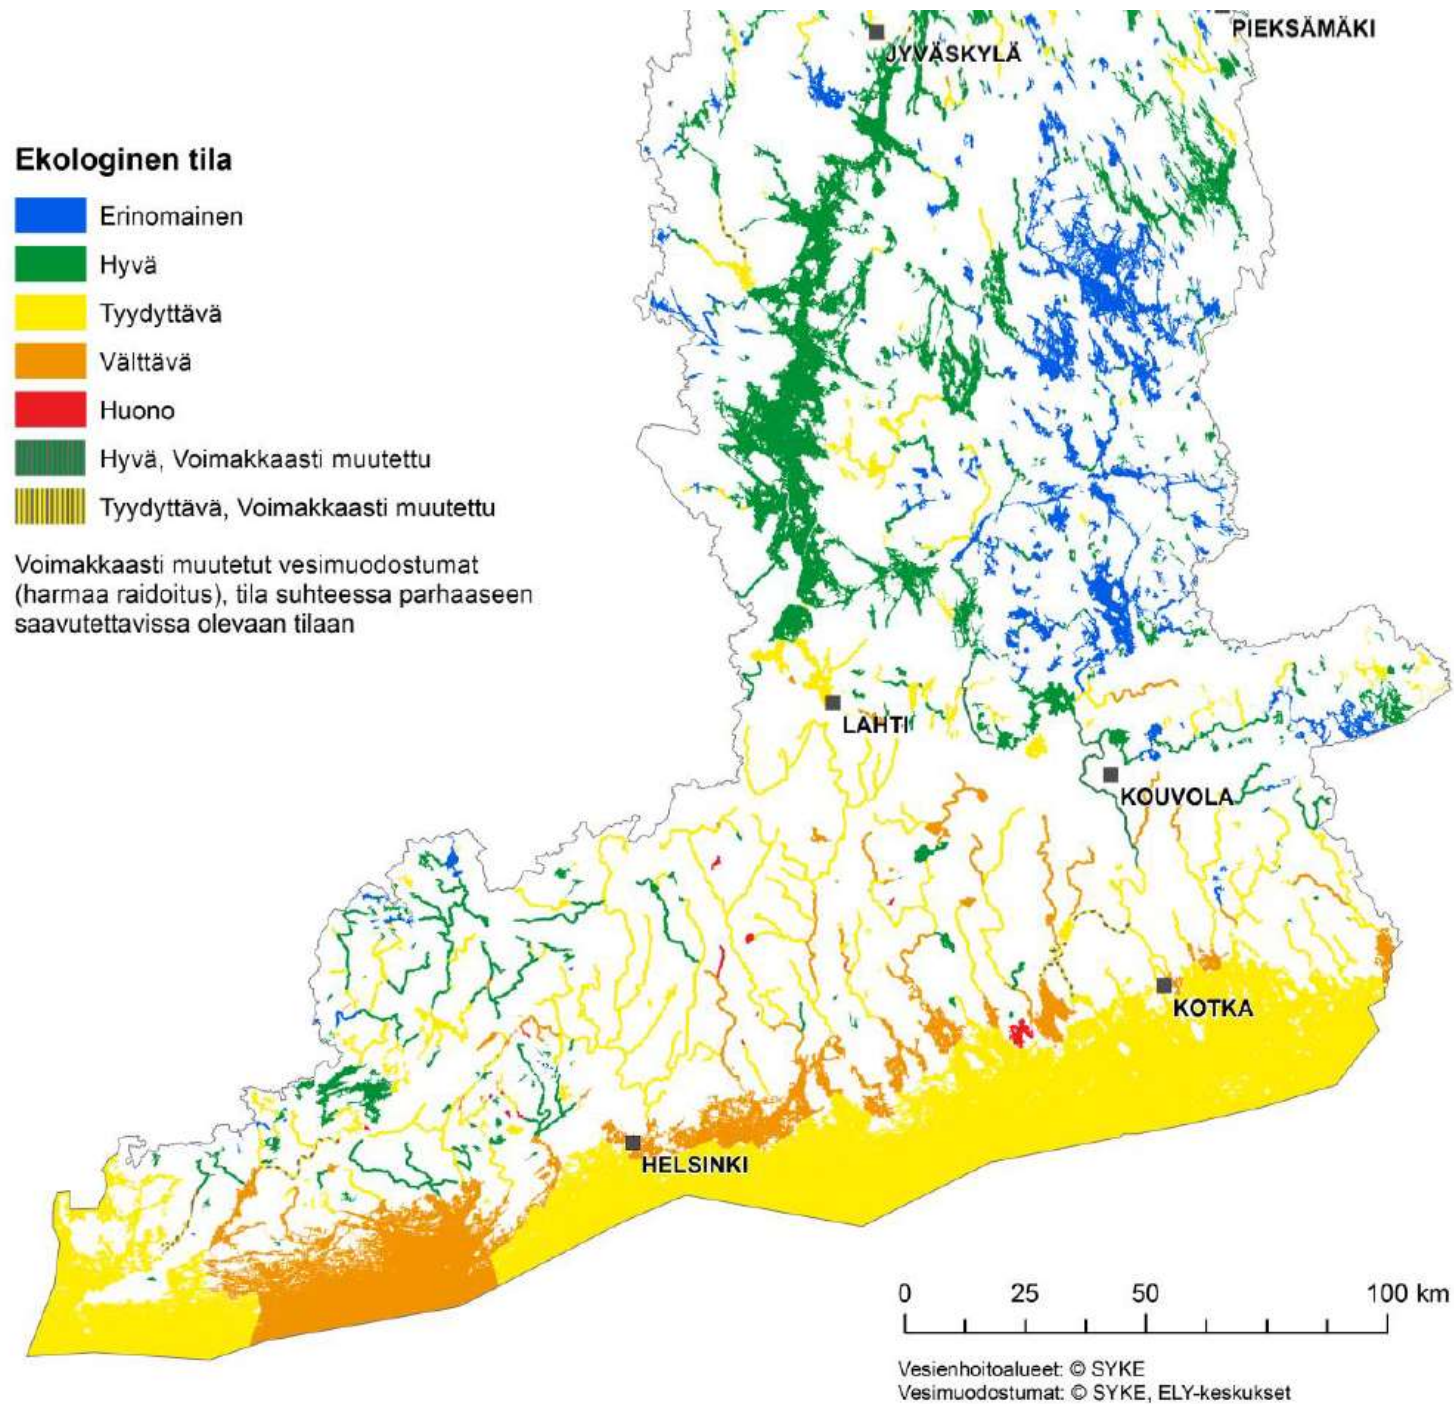 PIEKSÄMÄKI
JYVÄSKYLÄ
Ekologinen tila
Erinomainen
Hyvä
Tyydyttävä
Välttävä
Huono
Hyvä, Voimakkaasti muutettu
Tyydyttävä, Voimakkaasti muutettu
Voimakkaasti muutetut vesimuodostumat
(harmaa raidoitus), tila suhteessa parhaaseen
saavutettavissa olevaan tilaan
LAHTI
KOUVOLA
KOTKA
HELSINKI
0 25 50 100 km
Vesienhoitoalueet: © SYKE
Vesimuodostumat: © SYKE, ELY-keskukset